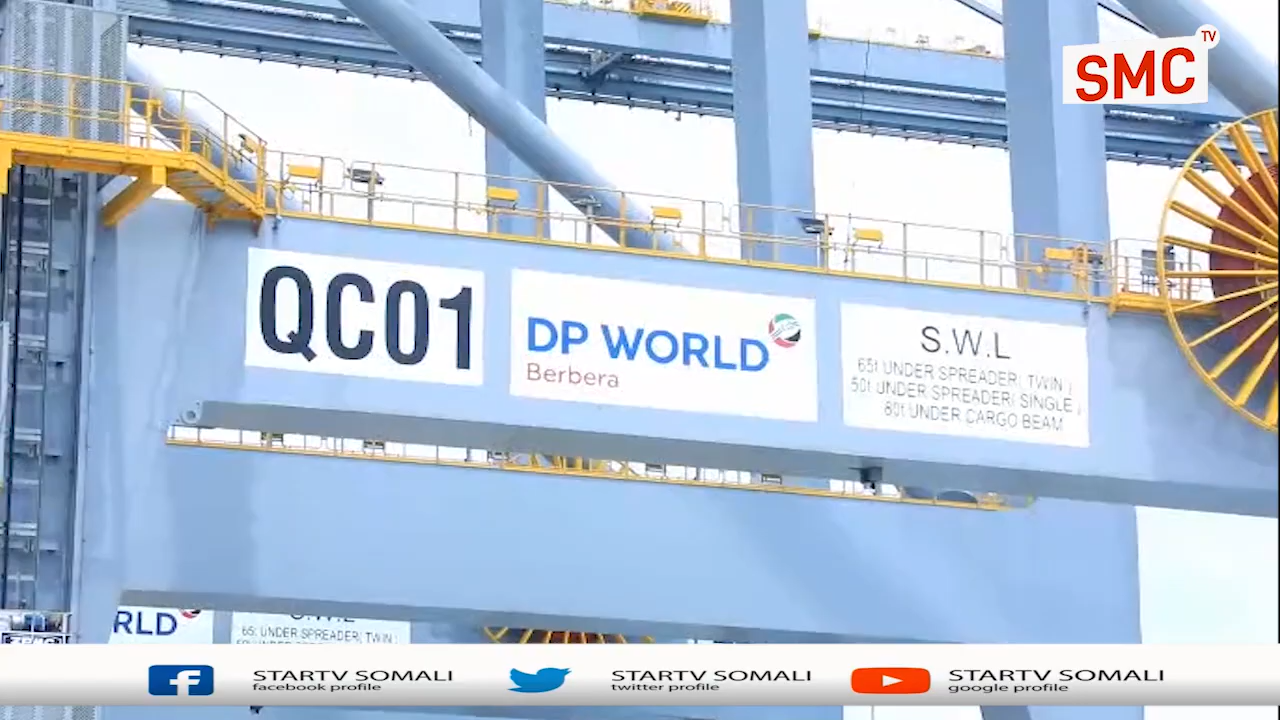 SMC TV
QC01
DP WORLD
Berbera
S.W.L
65t UNDER SPREADER( TWIN )
50t UNDER SPREADER( SINGLE )
80t UNDER CARGO BEAM
RLD
S.W.L
65t UNDER SPREADER( TWIN )
STARTV SOMALI
facebook profile
STARTV SOMALI
twitter profile
STARTV SOMALI
google profile